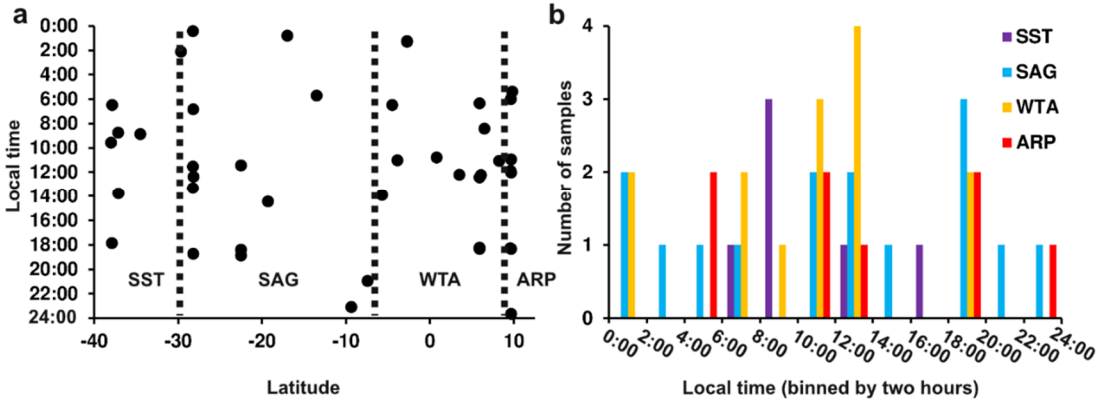 a
0:00
2:00
4:00
6:00
8:00
10:00
12:00
14:00
16:00
18:00
20:00
22:00
24:00
Local time
SST
SAG
WTA
ARP
-40
-30
-20
-10
0
10
Latitude
b
4
3
2
1
0
Number of samples
SST
SAG
WTA
ARP
0:00
2:00
4:00
6:00
8:00
10:00
12:00
14:00
16:00
18:00
20:00
22:00
24:00
Local time (binned by two hours)